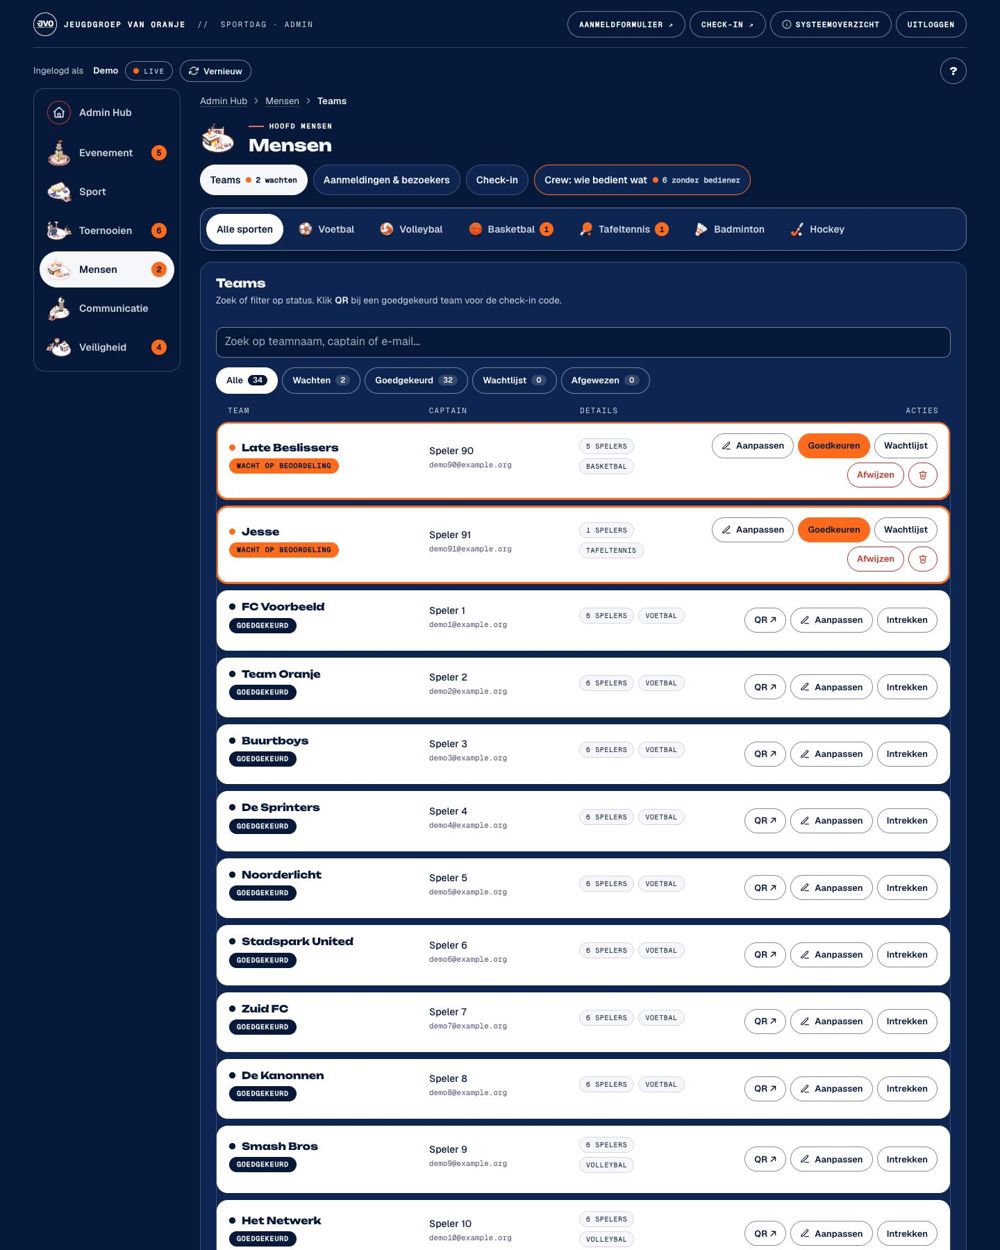 JVO JEUGDGROEP VAN ORANJE // SPORTDAG · ADMIN
AANMELDFORMULIER ↗
CHECK-IN ↗
SYSTEEMOVERZICHT
UITLOGGEN
Ingelogd als Demo
LIVE
Vernieuw
?
Admin Hub
Evenement 5
Sport
Toernooien 6
Mensen 2
Communicatie
Veiligheid 4
Admin Hub > Mensen > Teams
HOOFD MENSEN
Mensen
Teams 2 wachten
Aanmeldingen & bezoekers
Check-in
Crew: wie bedient wat 6 zonder bediener
Alle sporten
Voetbal
Volleybal
Basketbal 1
Tafeltennis 1
Badminton
Hockey
Teams
Zoek of filter op status. Klik QR bij een goedgekeurd team voor de check-in code.
Zoek op teamnaam, captain of e-mail...
Alle 34
Wachten 2
Goedgekeurd 32
Wachtlijst 0
Afgewezen 0
TEAM CAPTAIN DETAILS ACTIES
Late Beslissers
WACHT OP BEOORDELING
Speler 90
demo90@example.org
5 SPELERS
BASKETBAL
Aanpassen
Goedkeuren
Wachtlijst
Afwijzen
Jesse
WACHT OP BEOORDELING
Speler 91
demo91@example.org
1 SPELERS
TAFELTENNIS
Aanpassen
Goedkeuren
Wachtlijst
Afwijzen
FC Voorbeeld
GOEDGEKEURD
Speler 1
demo1@example.org
6 SPELERS VOETBAL
QR ↗ Aanpassen Intrekken
Team Oranje
GOEDGEKEURD
Speler 2
demo2@example.org
6 SPELERS VOETBAL
QR ↗ Aanpassen Intrekken
Buurtboys
GOEDGEKEURD
Speler 3
demo3@example.org
6 SPELERS VOETBAL
QR ↗ Aanpassen Intrekken
De Sprinters
GOEDGEKEURD
Speler 4
demo4@example.org
6 SPELERS VOETBAL
QR ↗ Aanpassen Intrekken
Noorderlicht
GOEDGEKEURD
Speler 5
demo5@example.org
6 SPELERS VOETBAL
QR ↗ Aanpassen Intrekken
Stadspark United
GOEDGEKEURD
Speler 6
demo6@example.org
6 SPELERS VOETBAL
QR ↗ Aanpassen Intrekken
Zuid FC
GOEDGEKEURD
Speler 7
demo7@example.org
6 SPELERS VOETBAL
QR ↗ Aanpassen Intrekken
De Kanonnen
GOEDGEKEURD
Speler 8
demo8@example.org
6 SPELERS VOETBAL
QR ↗ Aanpassen Intrekken
Smash Bros
GOEDGEKEURD
Speler 9
demo9@example.org
6 SPELERS
VOLLEYBAL
QR ↗ Aanpassen Intrekken
Het Netwerk
GOEDGEKEURD
Speler 10
demo10@example.org
6 SPELERS
VOLLEYBAL
QR ↗ Aanpassen Intrekken